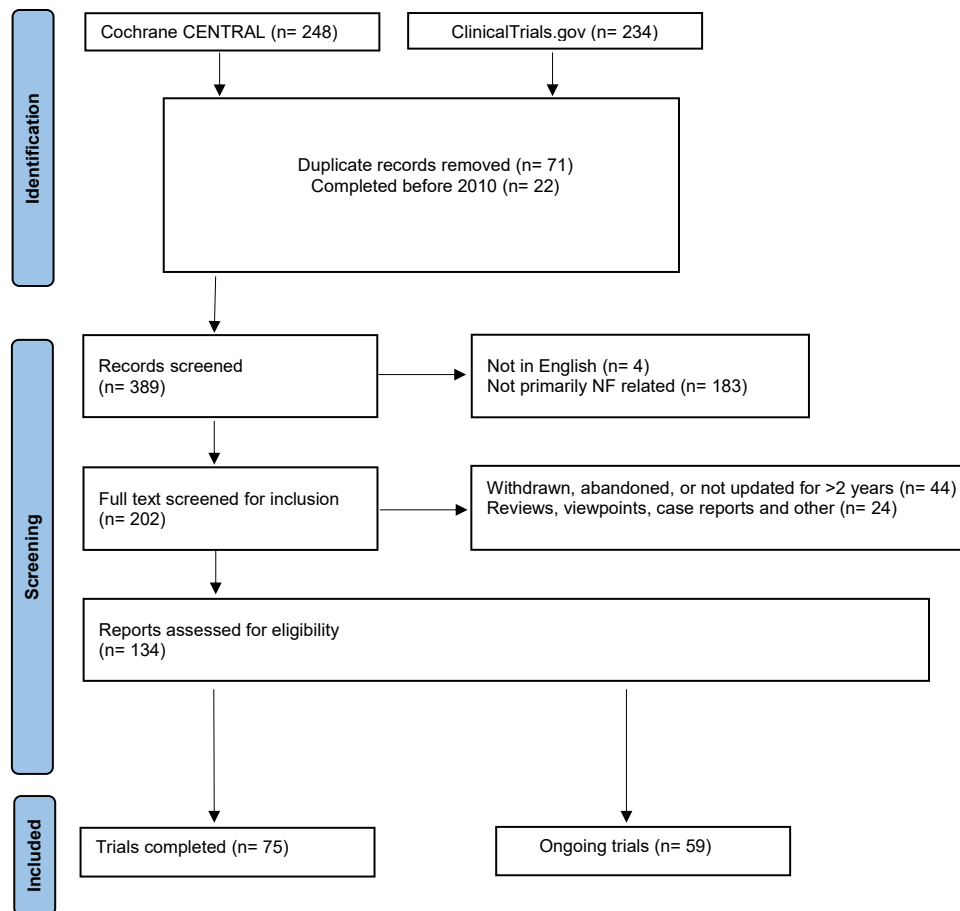 Identification
Cochrane CENTRAL (n= 248)
ClinicalTrials.gov (n= 234)
Duplicate records removed (n= 71)
Completed before 2010 (n= 22)
Screening
Records screened
(n= 389)
Not in English (n= 4)
Not primarily NF related (n= 183)
Full text screened for inclusion
(n= 202)
Withdrawn, abandoned, or not updated for >2 years (n= 44)
Reviews, viewpoints, case reports and other (n= 24)
Reports assessed for eligibility
(n= 134)
Included
Trials completed (n= 75)
Ongoing trials (n= 59)